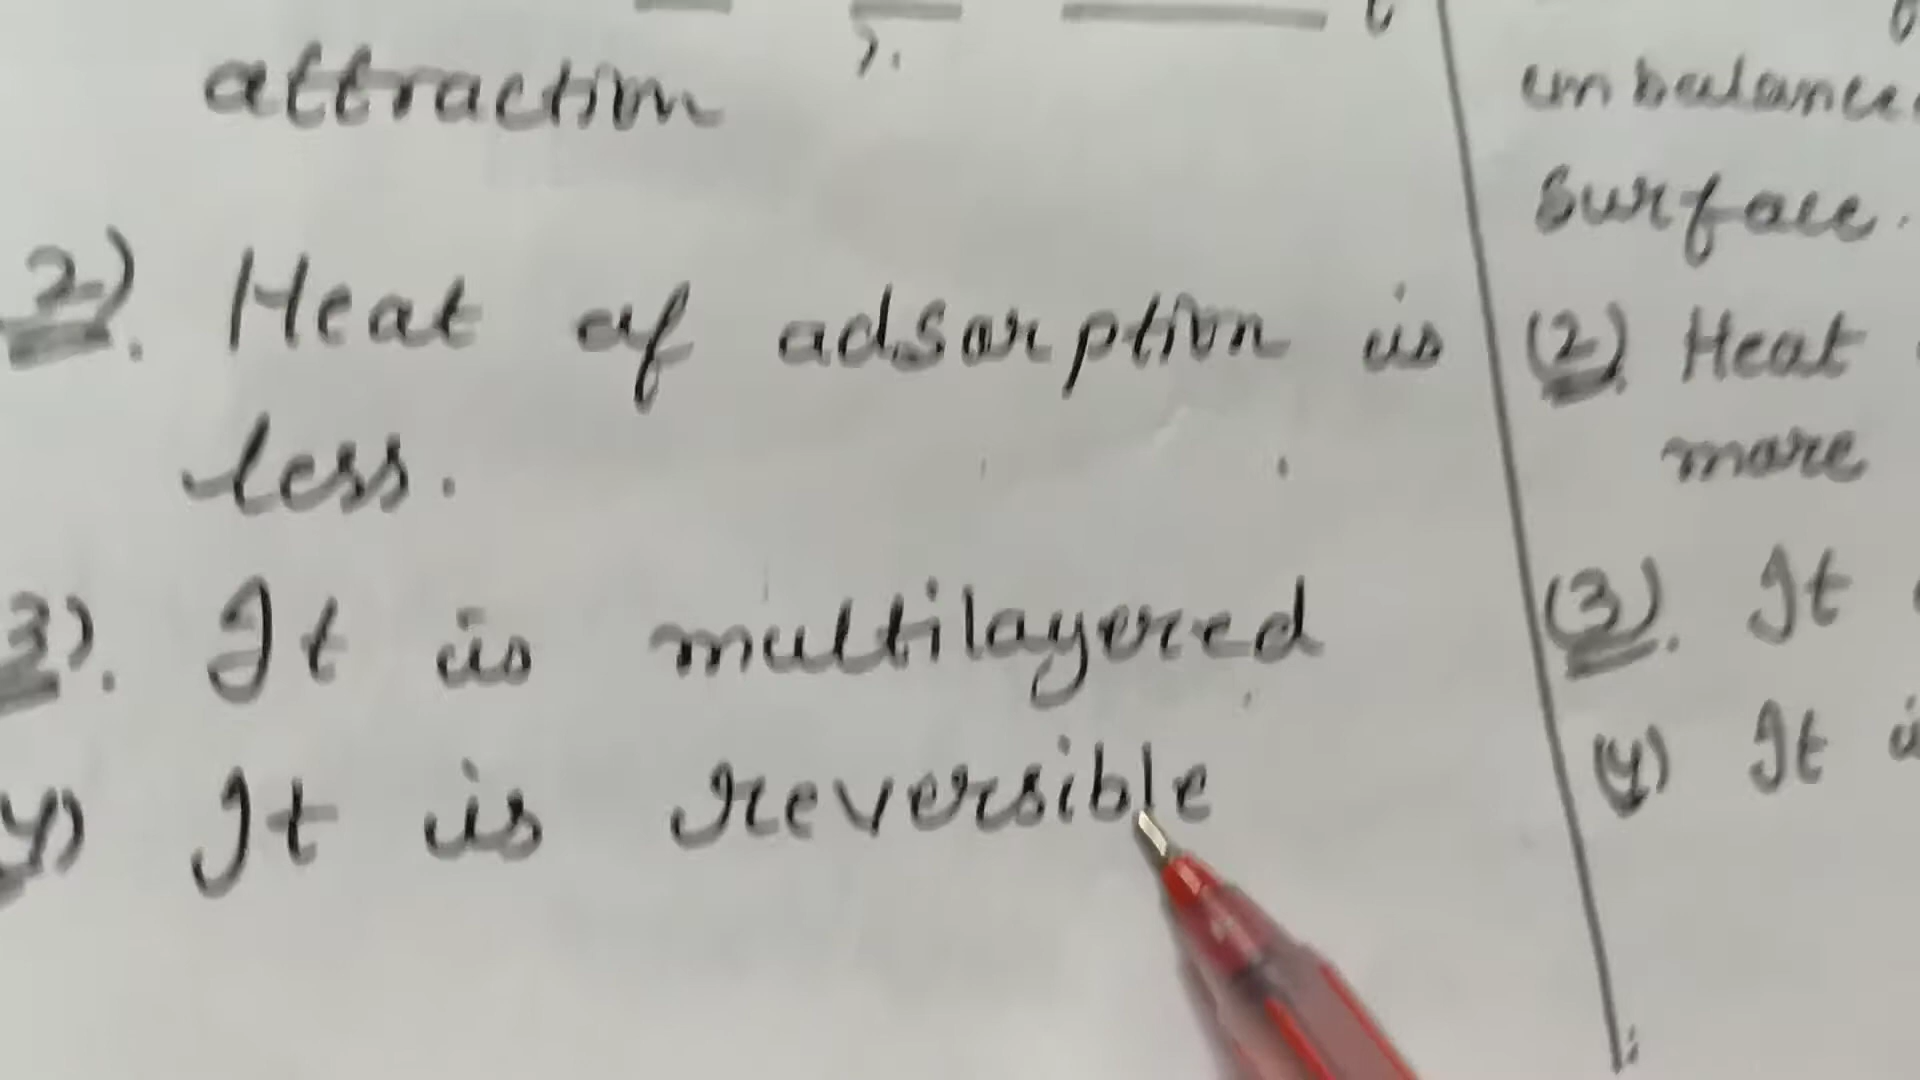 attraction
2). Heat of adsorption is
less.
3). It is multilayered
4) It is reversible
imbalance
surface.
(2). Heat
more
(3). It
(4) It